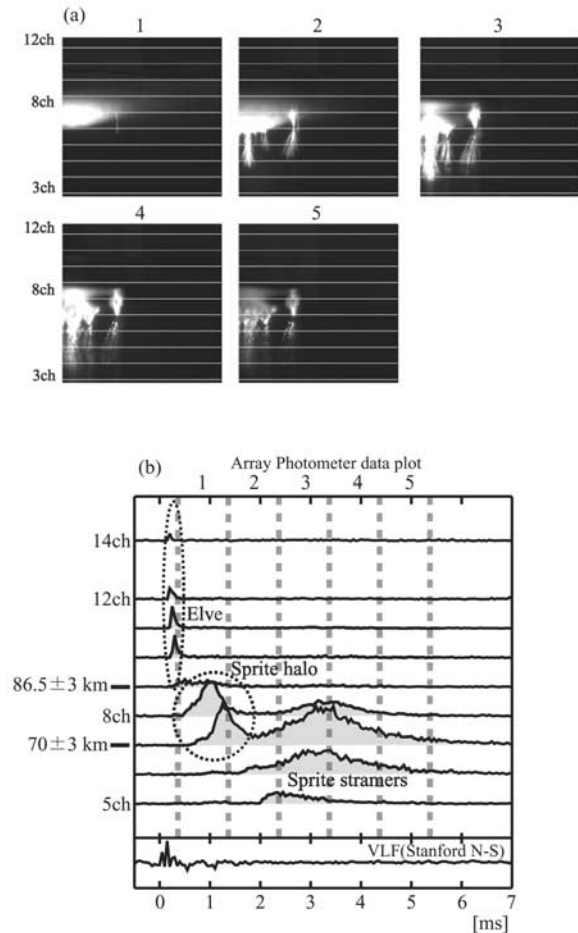 (a)
1 2 3
12ch
8ch
3ch
4 5
12ch
8ch
3ch
(b)
Array Photometer data plot
1 2 3 4 5
14ch
12ch
Elve
Sprite halo
86.5±3 km
8ch
70±3 km
Sprite stramers
5ch
VLF(Stanford N-S)
0 1 2 3 4 5 6 7
[ms]